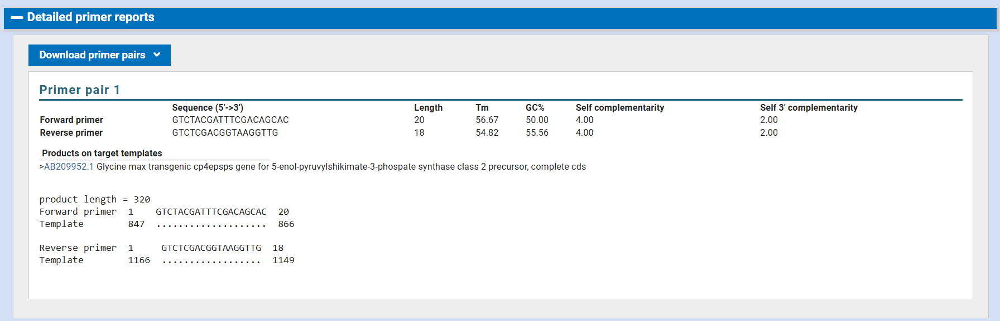 Detailed primer reports
Download primer pairs
Primer pair 1
Sequence (5'->3') Length Tm GC% Self complementarity Self 3' complementarity
Forward primer GTCTACGATTTCGACAGCAC 20 56.67 50.00 4.00 2.00
Reverse primer GTCTCGACGGTAAGGTTG 18 54.82 55.56 4.00 2.00
Products on target templates
>AB209952.1 Glycine max transgenic cp4epsps gene for 5-enol-pyruvylshikimate-3-phospate synthase class 2 precursor, complete cds
product length = 320
Forward primer 1 GTCTACGATTTCGACAGCAC 20
Template 847 .................... 866
Reverse primer 1 GTCTCGACGGTAAGGTTG 18
Template 1166 .................. 1149